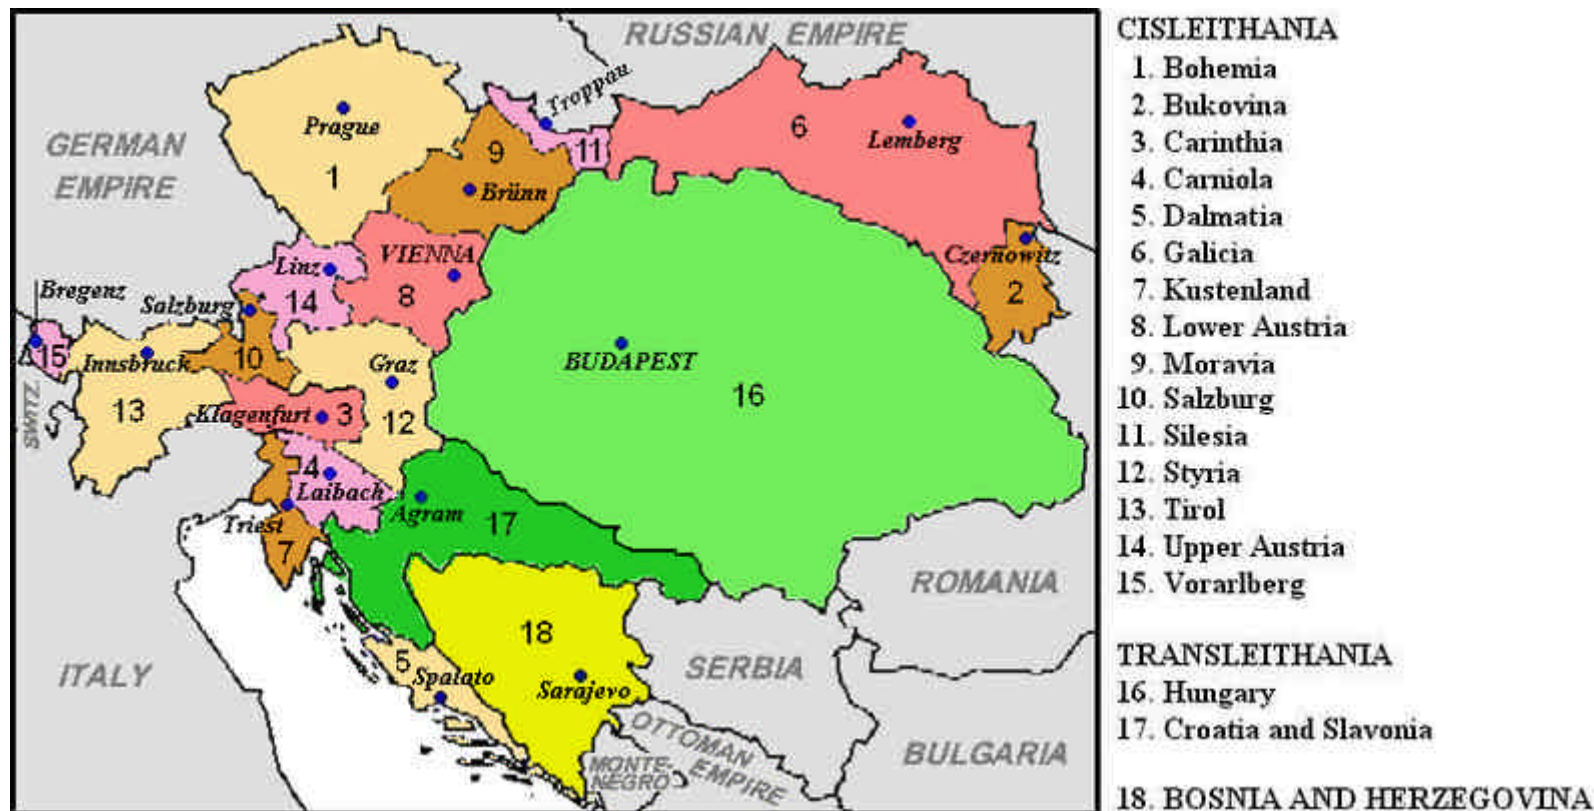 RUSSIAN EMPIRE
Troppau
Prague
1
9
11
6
Lemberg
GERMAN
EMPIRE
Brünn
VIENNA
Linz
Czernowitz
Bregenz
Salzburg
14
8
2
15
Innsbruck
10
Graz
BUDAPEST
16
SWITZ.
13
Klagenfurt
3
12
4
Laibach
Agram
17
Triest
7
ROMANIA
18
ITALY
5
Spalato
Sarajevo
SERBIA
OTTOMAN
EMPIRE
MONTE-
NEGRO
BULGARIA
CISLEITHANIA
1. Bohemia
2. Bukovina
3. Carinthia
4. Carniola
5. Dalmatia
6. Galicia
7. Kustenland
8. Lower Austria
9. Moravia
10. Salzburg
11. Silesia
12. Styria
13. Tirol
14. Upper Austria
15. Vorarlberg
TRANSLEITHANIA
16. Hungary
17. Croatia and Slavonia
18. BOSNIA AND HERZEGOVINA